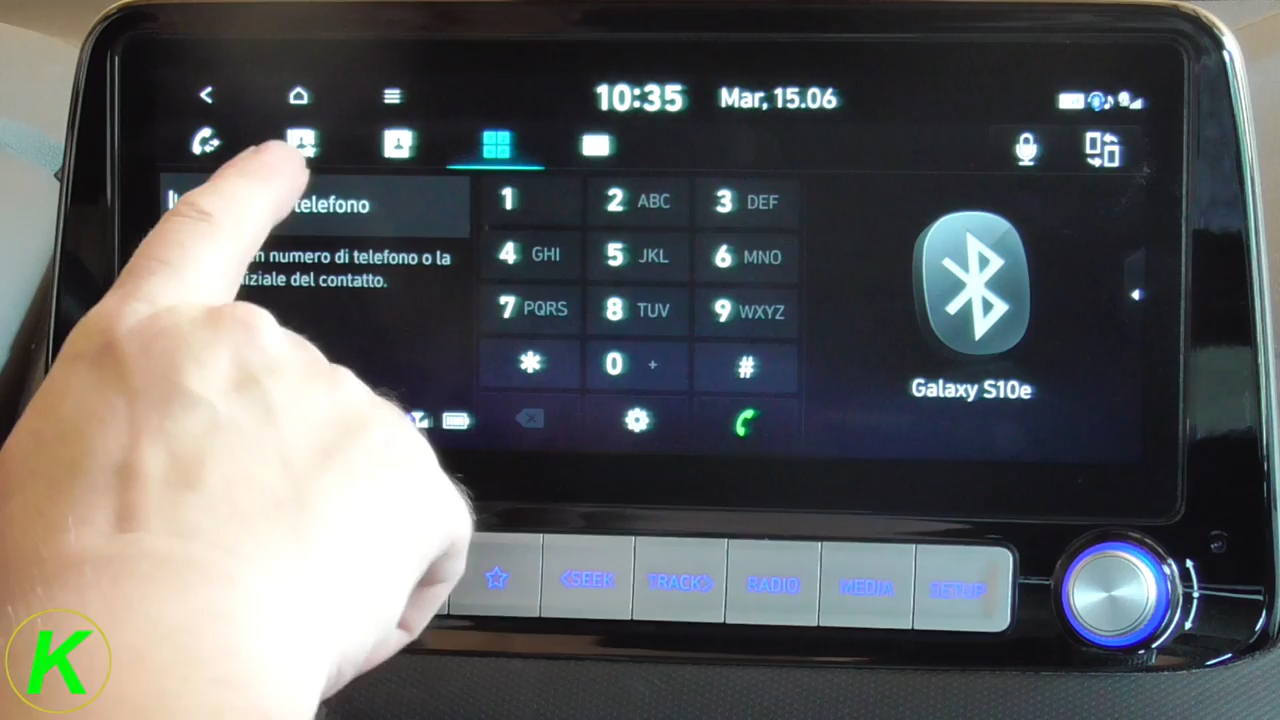 10:35 Mar, 15.06
telefono
numero di telefono o la
del contatto.
1
2 ABC
3 DEF
4 GHI
5 JKL
6 MNO
7 PQRS
8 TUV
9 WXYZ
*
0 +
#
Galaxy S10e
<SEEK
TRACK>
RADIO
MEDIA
SETUP
K